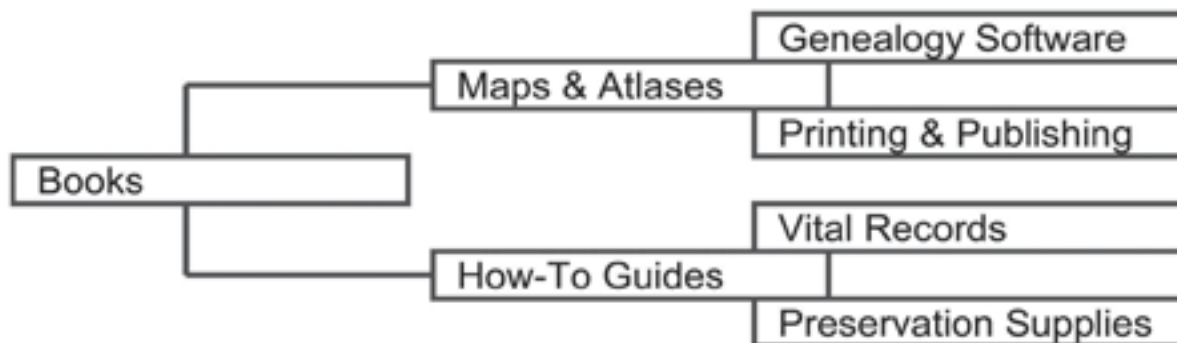 Genealogy Software
Maps & Atlases
Printing & Publishing
Books
Vital Records
How-To Guides
Preservation Supplies